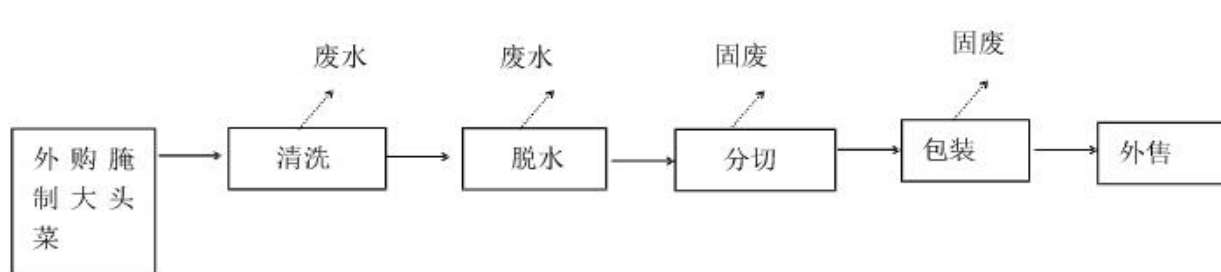 废水
废水
固废
固废
外购腌
制大头
菜
清洗
脱水
分切
包装
外售